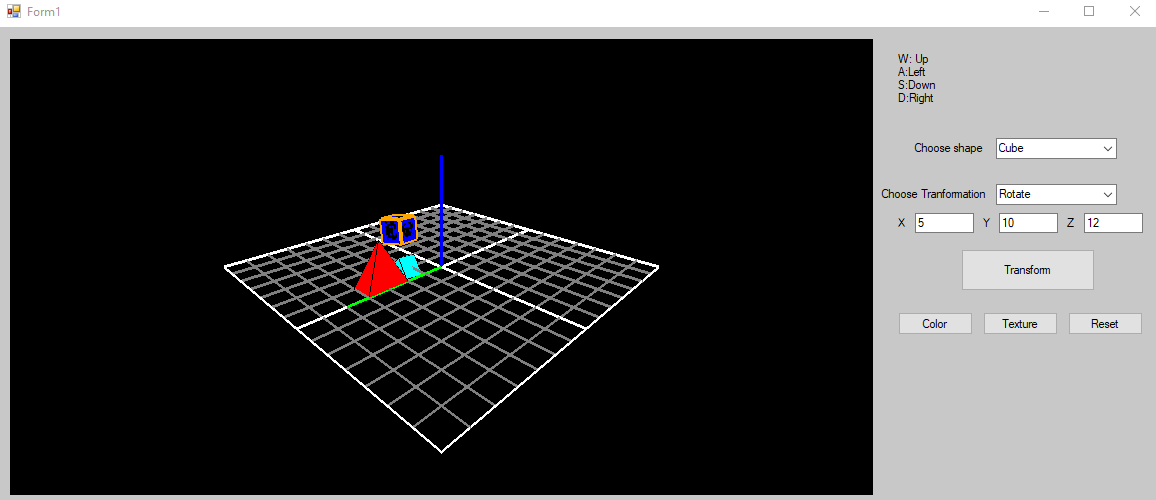 Form1
W: Up
A:Left
S:Down
D:Right
Choose shape Cube
Choose Tranformation Rotate
X 5 Y 10 Z 12
Transform
Color Texture Reset